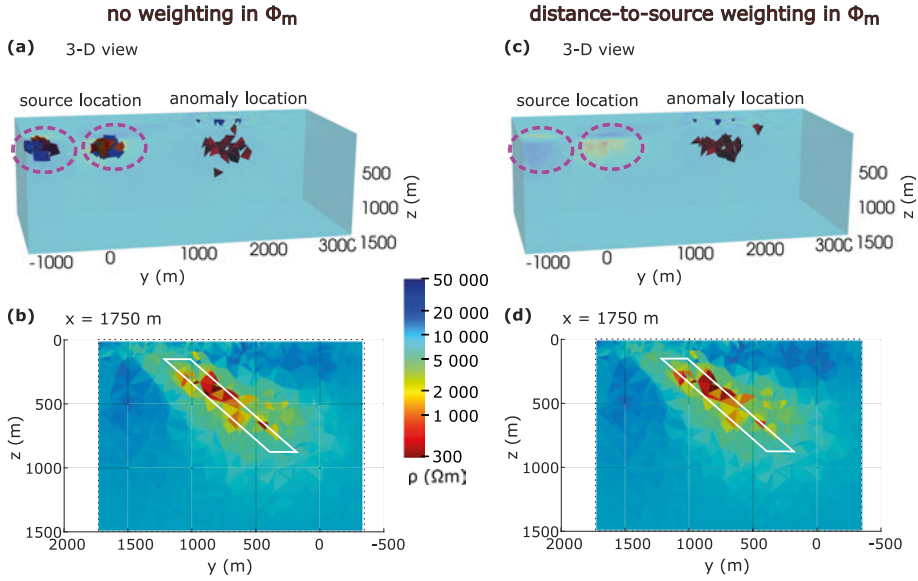 no weighting in Φm
distance-to-source weighting in Φm
(a) 3-D view
source location anomaly location
500
1000
1500
z (m)
-1000 0 1000 2000 3000
y (m)
(c) 3-D view
source location anomaly location
500
1000
1500
z (m)
-1000 0 1000 2000 3000
y (m)
50 000
20 000
10 000
5 000
2 000
1 000
300
ρ (Ωm)
(b) x = 1750 m
0
500
1000
1500
z (m)
2000 1500 1000 500 0 -500
y (m)
(d) x = 1750 m
0
500
1000
1500
z (m)
2000 1500 1000 500 0 -500
y (m)